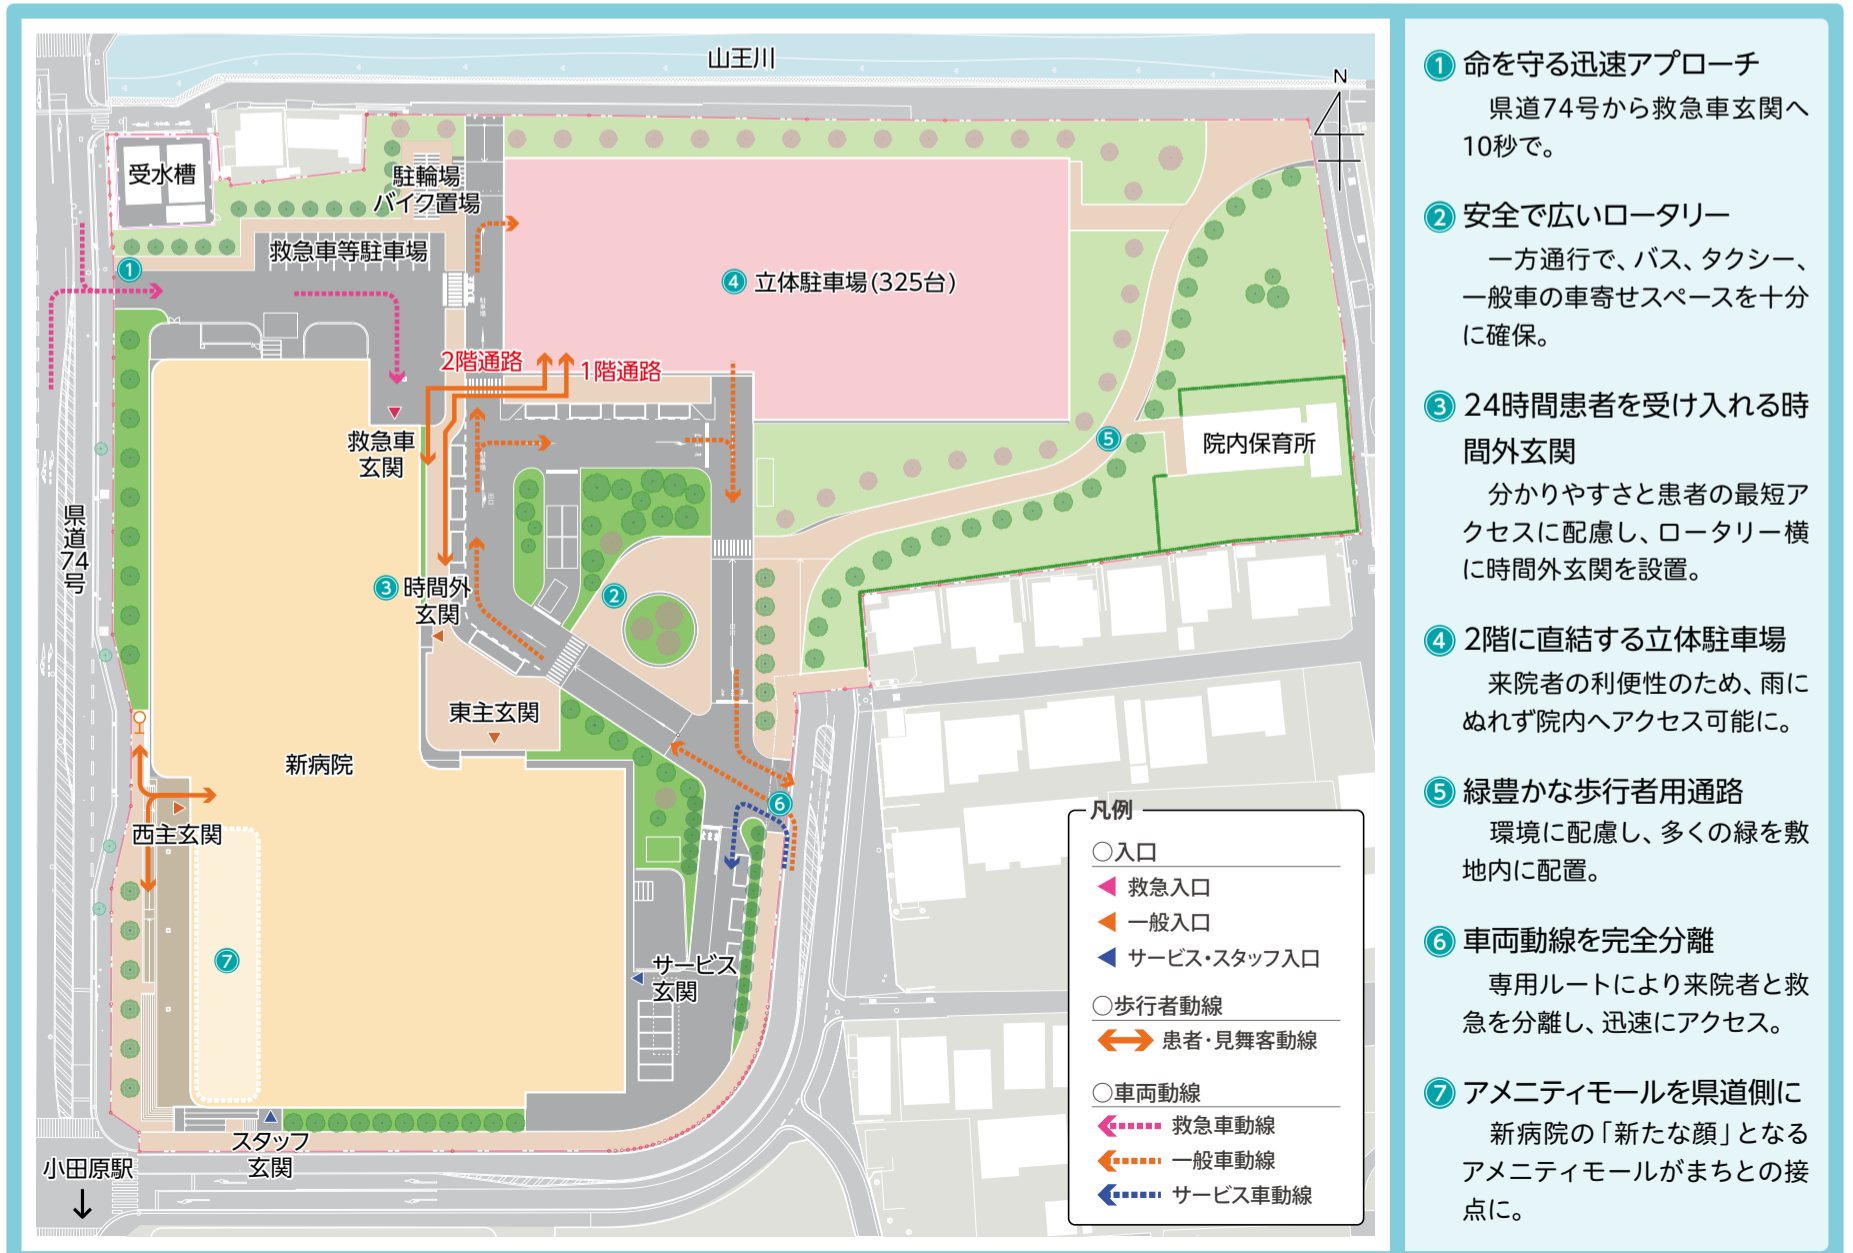 山王川
N
受水槽
駐輪場
バイク置場
救急車等駐車場
1
4 立体駐車場(325台)
2階通路
1階通路
救急車
玄関
県道74号
5
院内保育所
3 時間外
玄関
2
東主玄関
新病院
西主玄関
6
7
サービス
玄関
スタッフ
玄関
小田原駅
凡例
○入口
救急入口
一般入口
サービス・スタッフ入口
○歩行者動線
患者・見舞客動線
○車両動線
救急車動線
一般車動線
サービス車動線
1 命を守る迅速アプローチ
県道74号から救急車玄関へ
10秒で。
2 安全で広いロータリー
一方通行で、バス、タクシー、
一般車の車寄せスペースを十分
に確保。
3 24時間患者を受け入れる時
間外玄関
分かりやすさと患者の最短ア
クセスに配慮し、ロータリー横
に時間外玄関を設置。
4 2階に直結する立体駐車場
来院者の利便性のため、雨に
ぬれず院内へアクセス可能に。
5 緑豊かな歩行者用通路
環境に配慮し、多くの緑を敷
地内に配置。
6 車両動線を完全分離
専用ルートにより来院者と救
急を分離し、迅速にアクセス。
7 アメニティモールを県道側に
新病院の「新たな顔」となる
アメニティモールがまちとの接
点に。